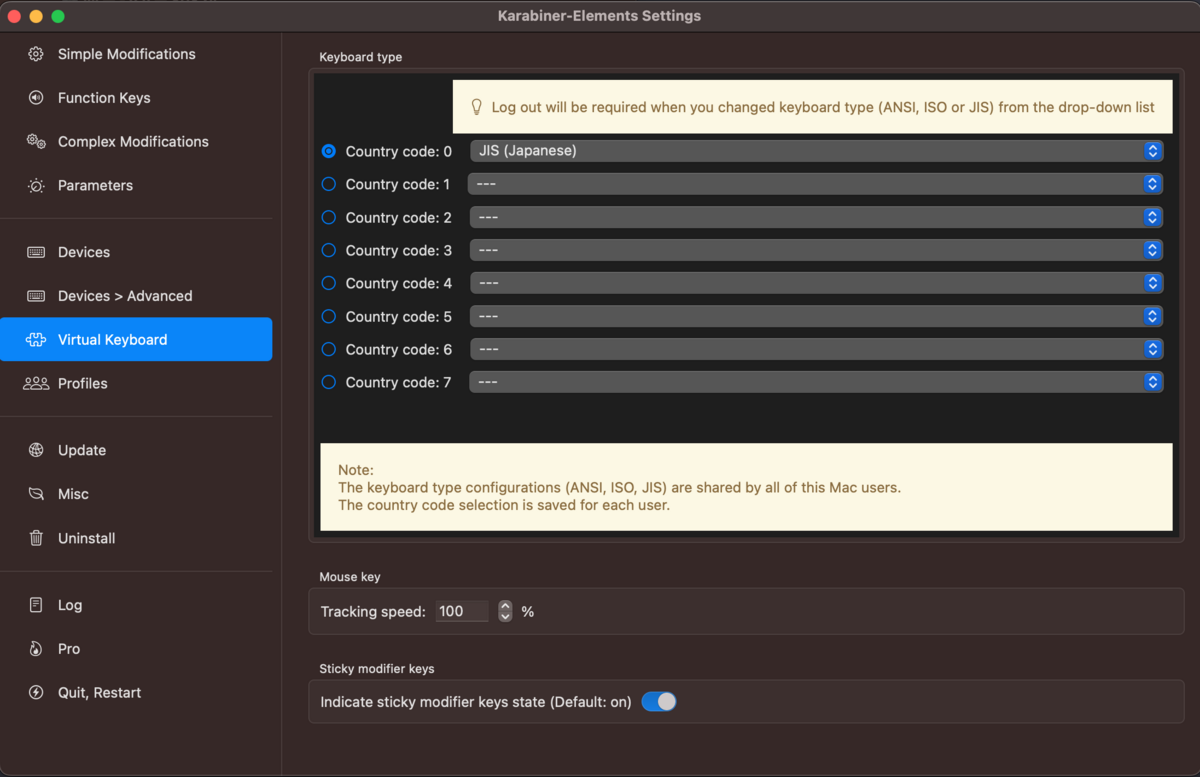 Karabiner-Elements Settings
Simple Modifications
Function Keys
Complex Modifications
Parameters
Devices
Devices > Advanced
Virtual Keyboard
Profiles
Update
Misc
Uninstall
Log
Pro
Quit, Restart
Keyboard type
Log out will be required when you changed keyboard type (ANSI, ISO or JIS) from the drop-down list
Country code: 0 JIS (Japanese)
Country code: 1 ---
Country code: 2 ---
Country code: 3 ---
Country code: 4 ---
Country code: 5 ---
Country code: 6 ---
Country code: 7 ---
Note:
The keyboard type configurations (ANSI, ISO, JIS) are shared by all of this Mac users.
The country code selection is saved for each user.
Mouse key
Tracking speed: 100 %
Sticky modifier keys
Indicate sticky modifier keys state (Default: on)